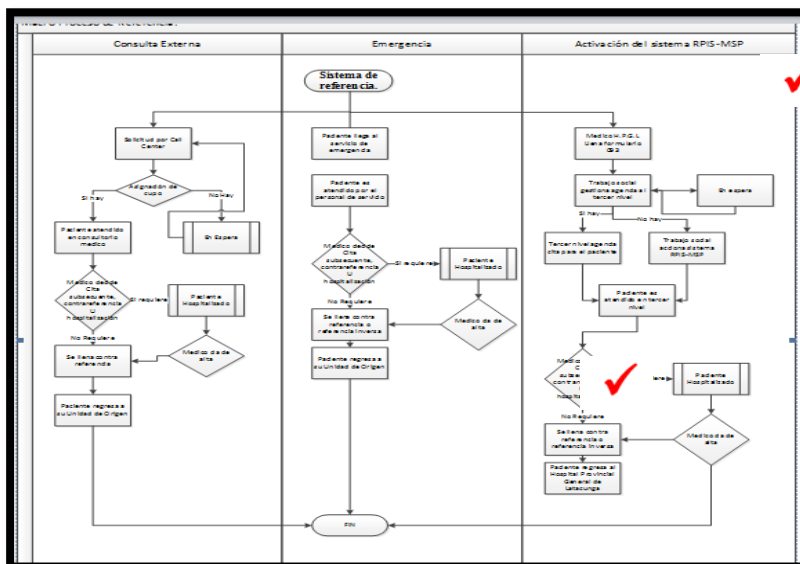 Consulta Externa
Emergencia
Activación del sistema RPIS-MSP
Sistema de
referencia.
Solicitud por Call
Center
Asignación de
cupo
Si hay
No Hay
En Espera
Paciente atendido
en consultorio
medico
Medico decide
Cita
subsecuente,
contrareferencia
U
hospitalización
Si requiere
Paciente
Hospitalizado
No Requiere
Medico da de
alta
Se llena contra
referencia
Paciente regresa a
su Unidad de Origen
Paciente llega al
servicio de
emergencia
Paciente es
atendido por el
personal de servicio
Medico decide
Cita
subsecuente,
contrareferencia
U
hospitalización
Si requiere
Paciente
Hospitalizado
No Requiere
Medico da de
alta
Se llena contra
referencia o
referencia inversa
Paciente regresa a
su Unidad de Origen
FIN
Medico H.P.G.L
Llena formulario
053
Trabajo social
gestiona agenda al
tercer nivel
En espera
Si hay
No hay
Tercer nivel agenda
cita para el paciente
Trabajo social
acciona sistema
RPIS-MSP
Paciente es
atendido en tercer
nivel
Paciente
Hospitalizado
No Requiere
Medico da de
alta
Se llena contra
referencia o
referencia inversa
Paciente regresa al
Hospital Provincial
General de
Latacunga